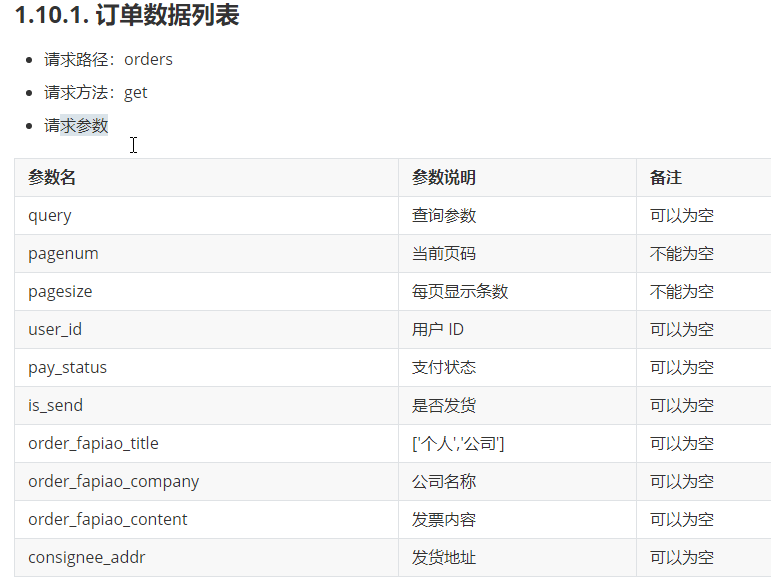 1.10.1. 订单数据列表
请求路径：orders
请求方法：get
请求参数
参数名 参数说明 备注
query 查询参数 可以为空
pagenum 当前页码 不能为空
pagesize 每页显示条数 不能为空
user_id 用户 ID 可以为空
pay_status 支付状态 可以为空
is_send 是否发货 可以为空
order_fapiao_title ['个人','公司'] 可以为空
order_fapiao_company 公司名称 可以为空
order_fapiao_content 发票内容 可以为空
consignee_addr 发货地址 可以为空